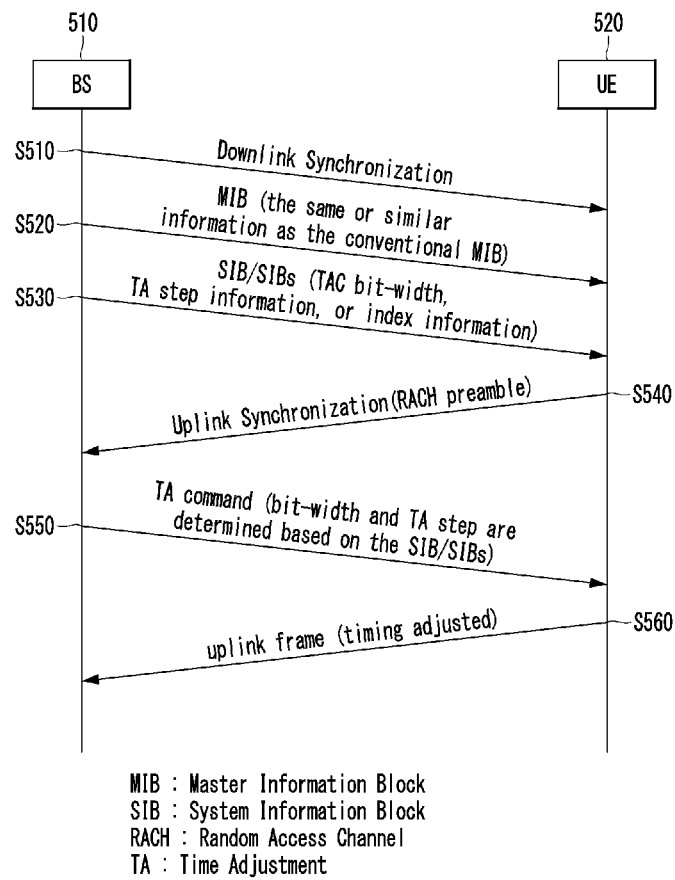 510
520
BS
UE
S510
Downlink Synchronization
S520
MIB (the same or similar
information as the conventional MIB)
S530
SIB/SIBs (TAC bit-width,
TA step information, or index information)
Uplink Synchronization(RACH preamble)
S540
S550
TA command (bit-width and TA step are
determined based on the SIB/SIBs)
uplink frame (timing adjusted)
S560
MIB : Master Information Block
SIB : System Information Block
RACH : Random Access Channel
TA : Time Adjustment